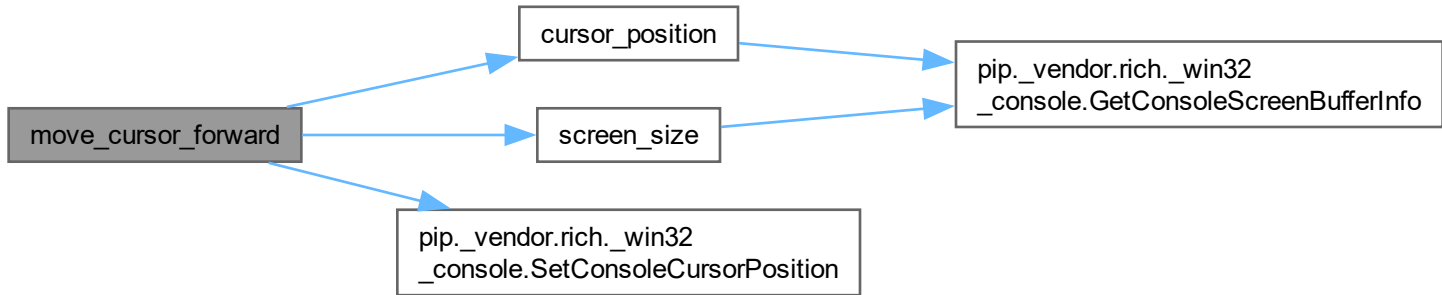 cursor_position
pip._vendor.rich._win32
_console.GetConsoleScreenBufferInfo
move_cursor_forward
screen_size
pip._vendor.rich._win32
_console.SetConsoleCursorPosition